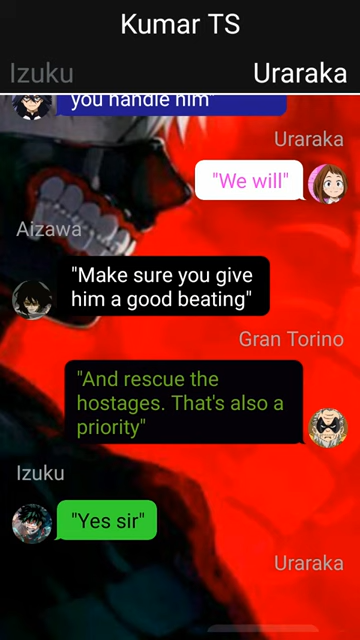 Kumar TS
Izuku
Uraraka
you handle him"
Uraraka
"We will"
Aizawa
"Make sure you give
him a good beating"
Gran Torino
"And rescue the
hostages. That's also a
priority"
Izuku
"Yes sir"
Uraraka